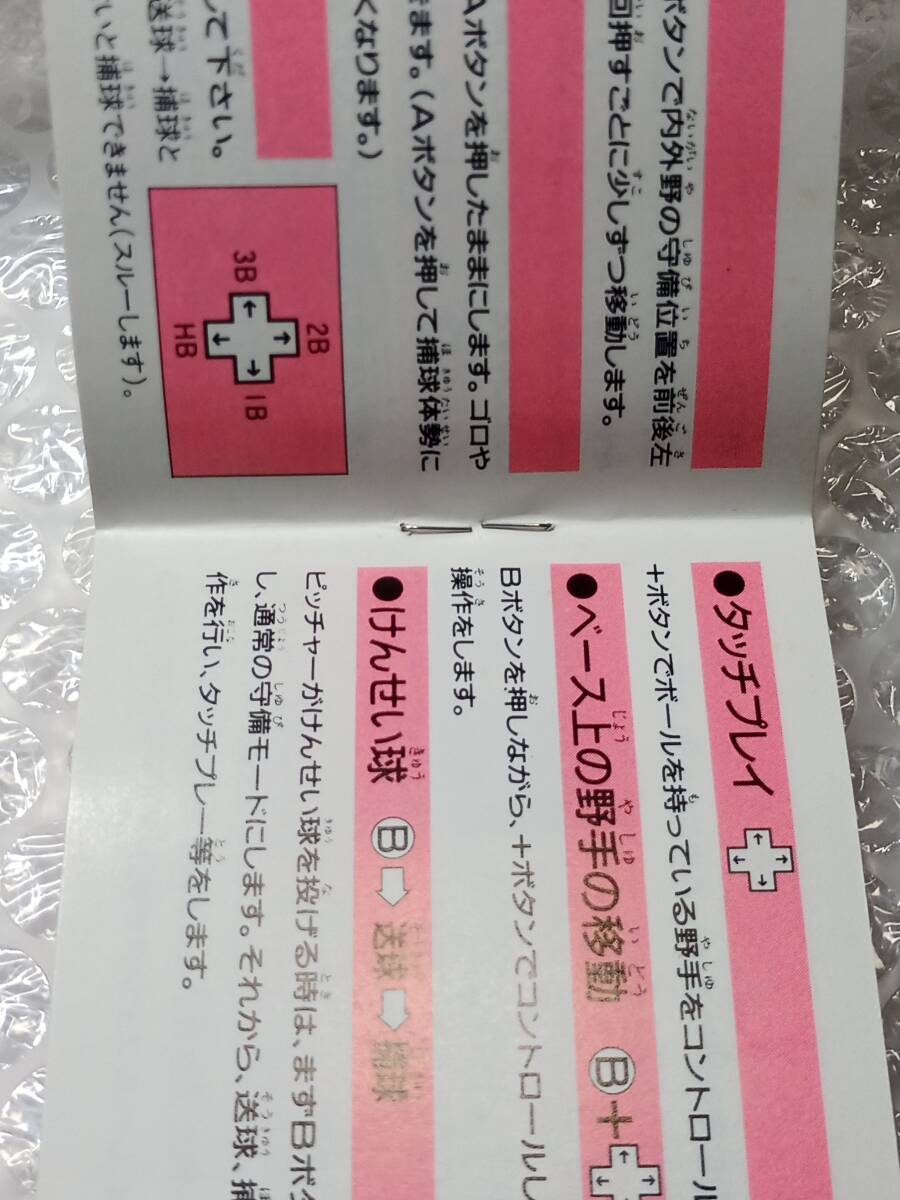 ボタンで内外野の守備位置を前後左
回押すごとに少しずつ移動します。
Aボタンを押したままにします。ゴロや
ます。(Aボタンを押して捕球体勢に
くなります。)
して下さい。
送球→捕球と
いと捕球できません(スルーします)。
2B
3B
1B
HB
●タッチプレイ
+ボタンでボールを持っている野手をコントロール
●ベース上の野手の移動 B+
Bボタンを押しながら、+ボタンでコントロールし
操作をします。
●けんせい球 B⇨送球⇨捕球
ピッチャーがけんせい球を投げる時は、まずBボタ
し、通常の守備モードにします。それから、送球、捕
作を行い、タッチプレー等をします。